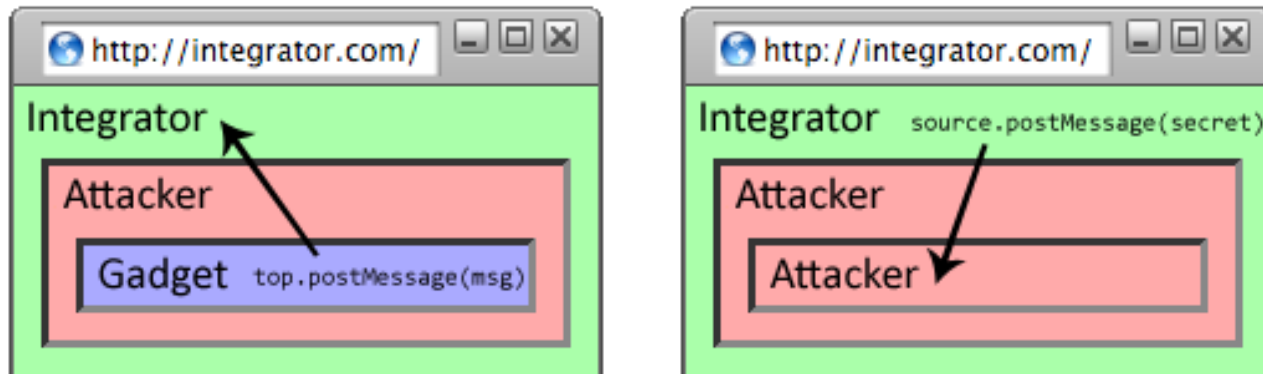 http://integrator.com/
Integrator
Attacker
Gadget top.postMessage(msg)
http://integrator.com/
Integrator source.postMessage(secret)
Attacker
Attacker